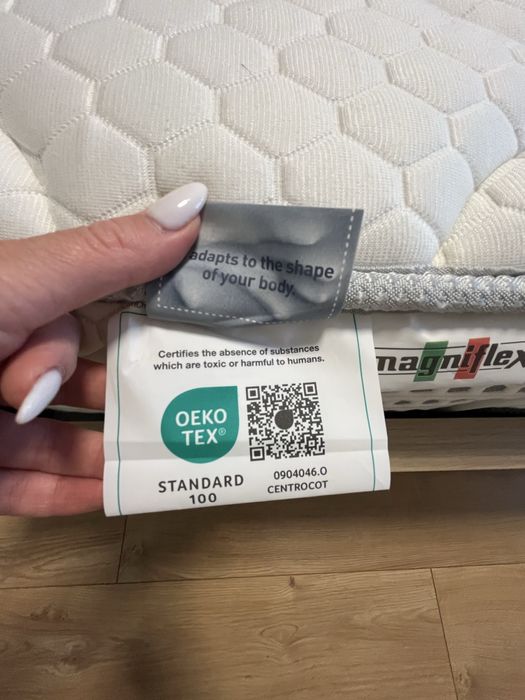 adapts to the shape
of your body.
Certifies the absence of substances
which are toxic or harmful to humans.
OEKO
TEX®
STANDARD
100
0904046.O
CENTROCOT
magniflex